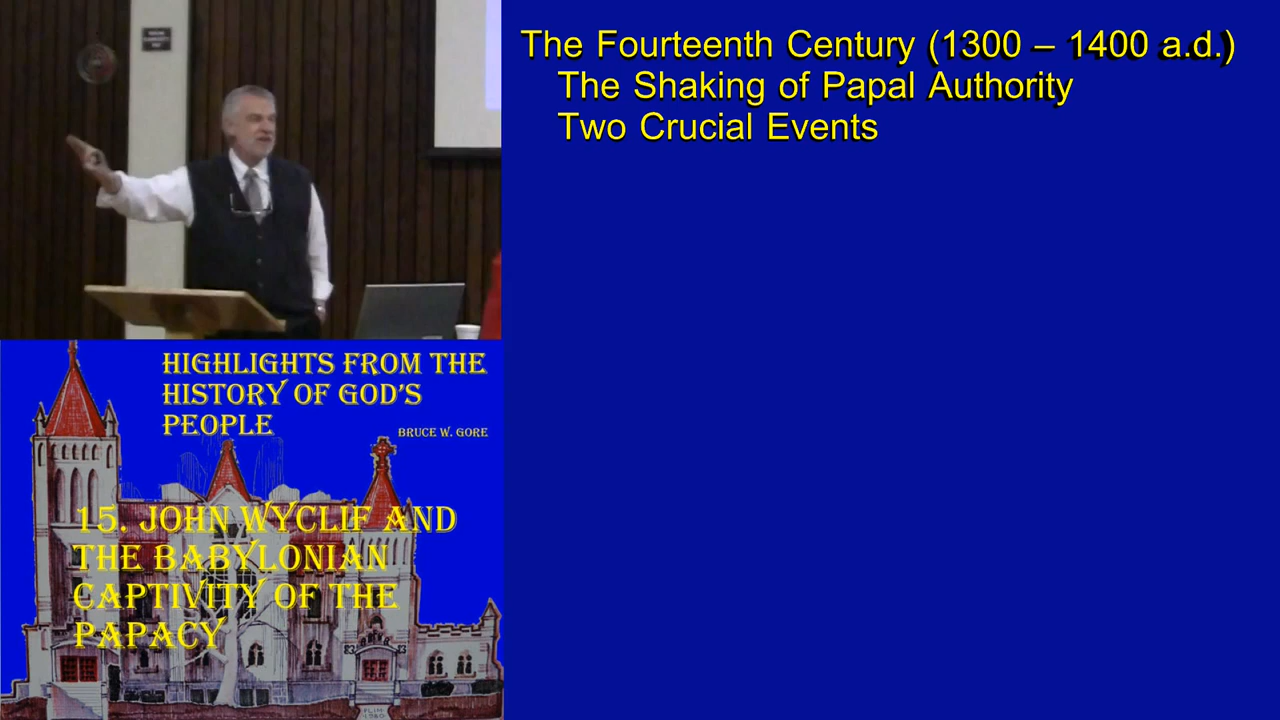 The Fourteenth Century (1300 – 1400 a.d.)
The Shaking of Papal Authority
Two Crucial Events
HIGHLIGHTS FROM THE
HISTORY OF GOD'S
PEOPLE
BRUCE W. GORE
15. JOHN WYCLIF AND
THE BABYLONIAN
CAPTIVITY OF THE
PAPACY